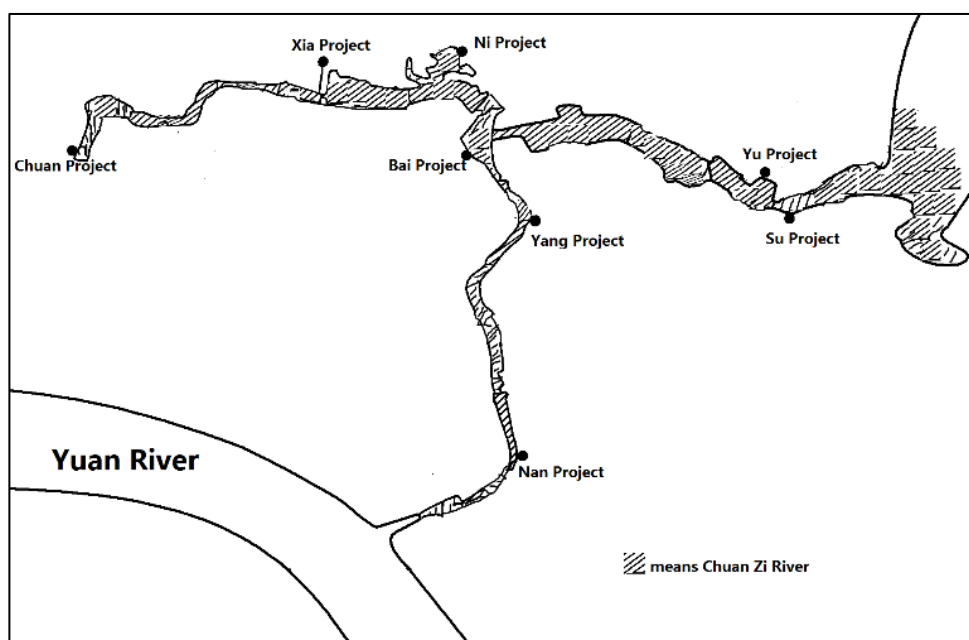 Xia Project
Ni Project
Chuan Project
Bai Project
Yu Project
Yang Project
Su Project
Yuan River
Nan Project
means Chuan Zi River